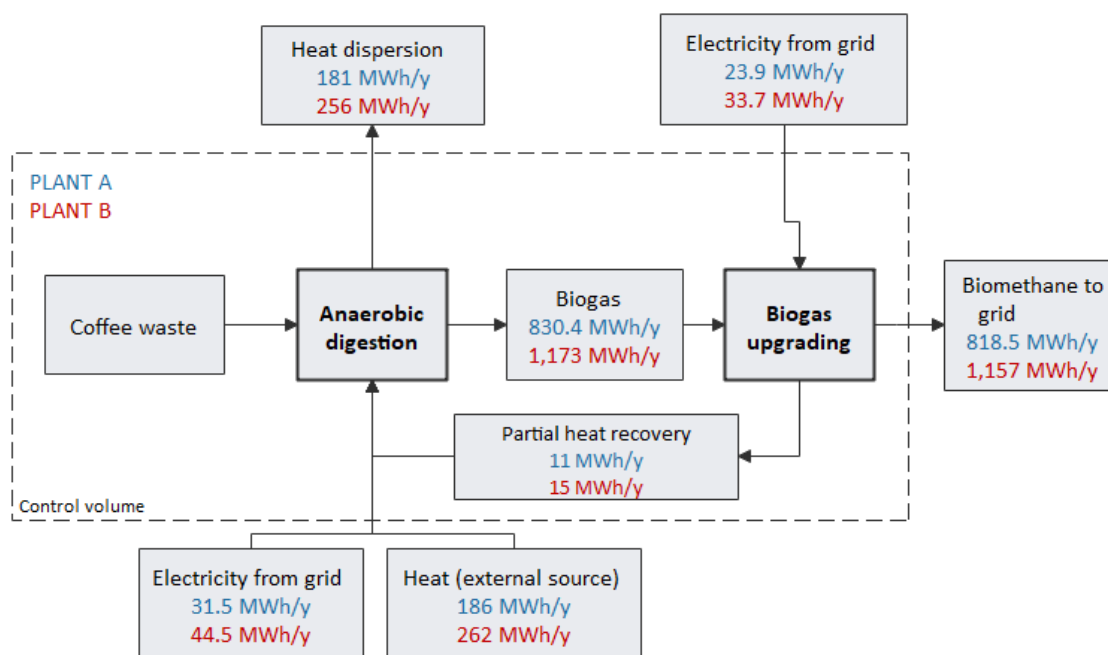 Heat dispersion
181 MWh/y
256 MWh/y
Electricity from grid
23.9 MWh/y
33.7 MWh/y
PLANT A
PLANT B
Coffee waste
Anaerobic
digestion
Biogas
830.4 MWh/y
1,173 MWh/y
Biogas
upgrading
Biomethane to
grid
818.5 MWh/y
1,157 MWh/y
Partial heat recovery
11 MWh/y
15 MWh/y
Control volume
Electricity from grid
31.5 MWh/y
44.5 MWh/y
Heat (external source)
186 MWh/y
262 MWh/y